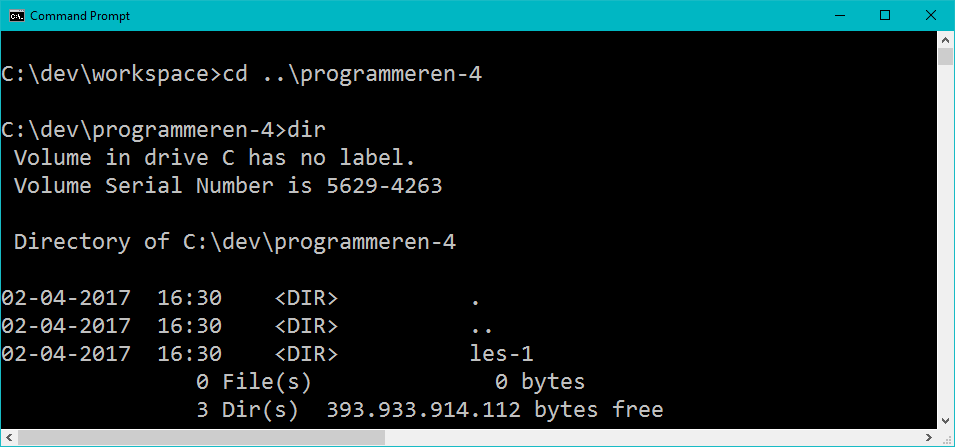 Command Prompt
C:\dev\workspace>cd ..\programmeren-4
C:\dev\programmeren-4>dir
 Volume in drive C has no label.
 Volume Serial Number is 5629-4263
 Directory of C:\dev\programmeren-4
02-04-2017  16:30    <DIR>          .
02-04-2017  16:30    <DIR>          ..
02-04-2017  16:30    <DIR>          les-1
               0 File(s)              0 bytes
               3 Dir(s)  393.933.914.112 bytes free